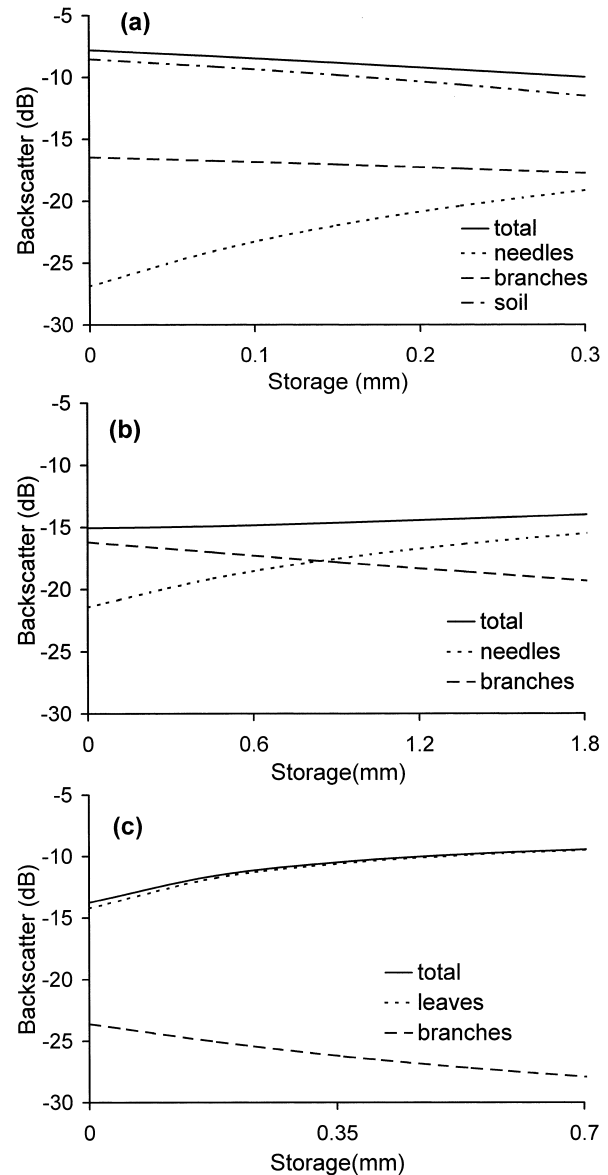 (a)
-5
-10
-15
-20
-25
-30
Backscatter (dB)
total
needles
branches
soil
0
0.1
0.2
0.3
Storage (mm)
(b)
-5
-10
-15
-20
-25
-30
Backscatter (dB)
total
needles
branches
0
0.6
1.2
1.8
Storage(mm)
(c)
-5
-10
-15
-20
-25
-30
Backscatter (dB)
total
leaves
branches
0
0.35
0.7
Storage(mm)